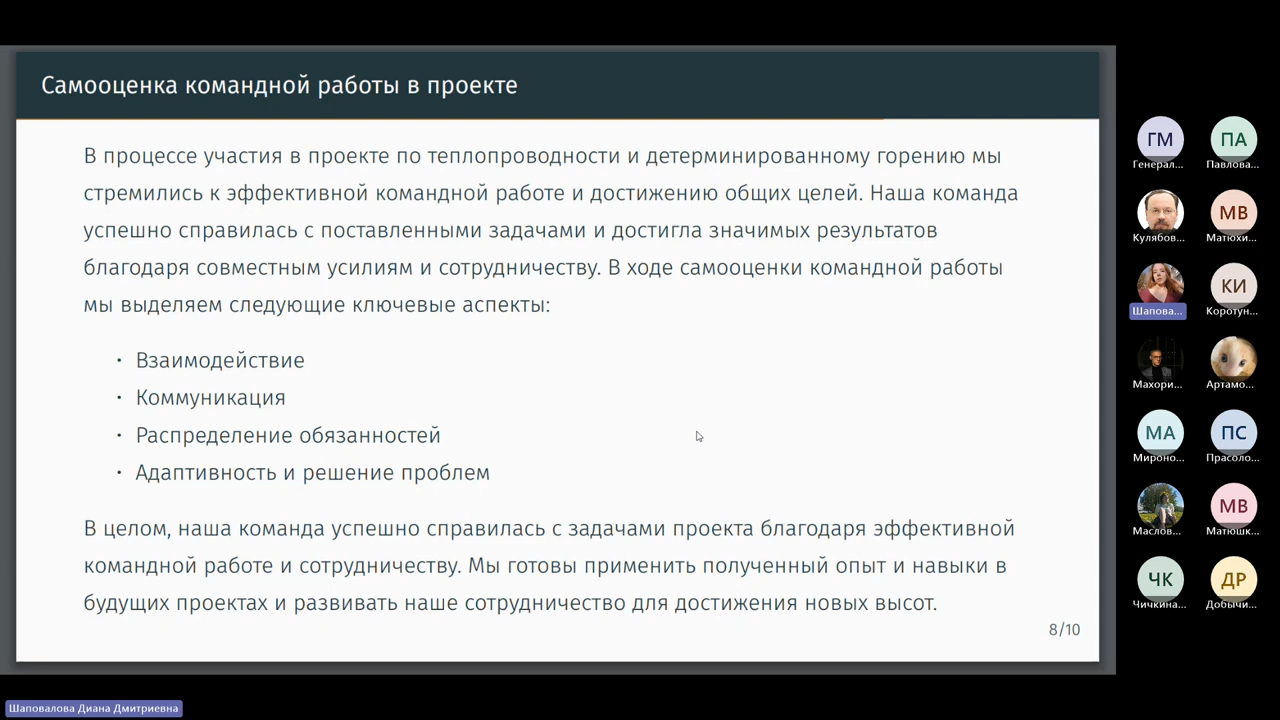 Самооценка командной работы в проекте
В процессе участия в проекте по теплопроводности и детерминированному горению мы
стремились к эффективной командной работе и достижению общих целей. Наша команда
успешно справилась с поставленными задачами и достигла значимых результатов
благодаря совместным усилиям и сотрудничеству. В ходе самооценки командной работы
мы выделяем следующие ключевые аспекты:
• Взаимодействие
• Коммуникация
• Распределение обязанностей
• Адаптивность и решение проблем
В целом, наша команда успешно справилась с задачами проекта благодаря эффективной
командной работе и сотрудничеству. Мы готовы применить полученный опыт и навыки в
будущих проектах и развивать наше сотрудничество для достижения новых высот.
8/10
ГМ ПА
Генерал... Павлова...
МВ
Кулябов... Матюхи...
КИ
Шапова... Коротун...
Махори... Артамо...
МА ПС
Мироно... Прасоло...
МВ
Маслов... Матюшк...
ЧК ДР
Чичкина... Добычи...
Шаповалова Диана Дмитриевна